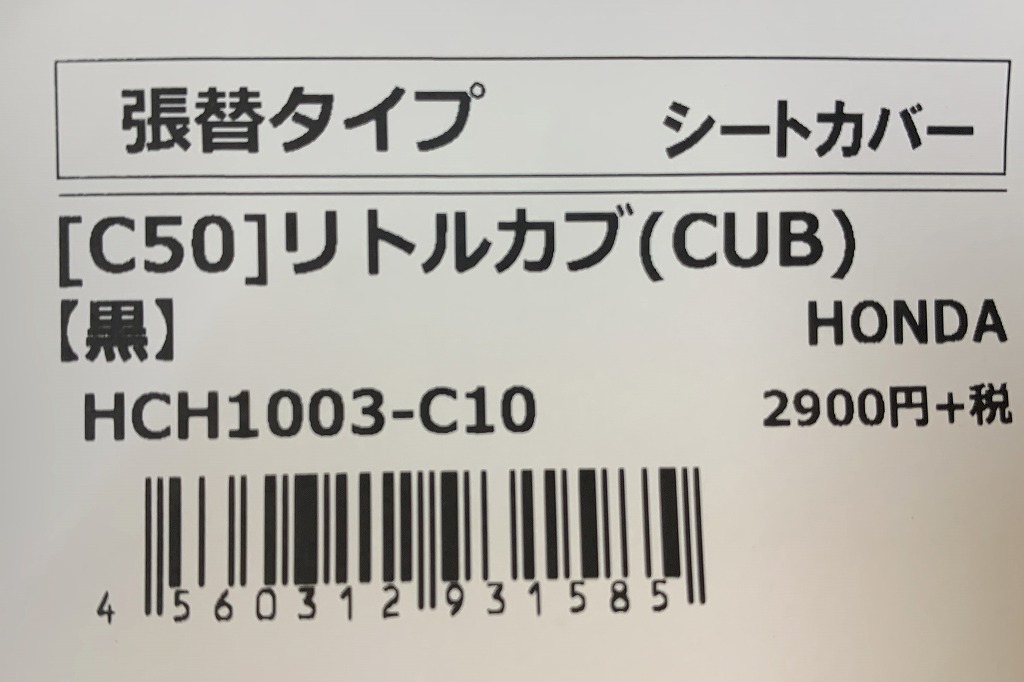 張替タイプ シートカバー
[C50]リトルカブ(CUB)
【黒】 HONDA
HCH1003-C10 2900円+税
4 560312 931585